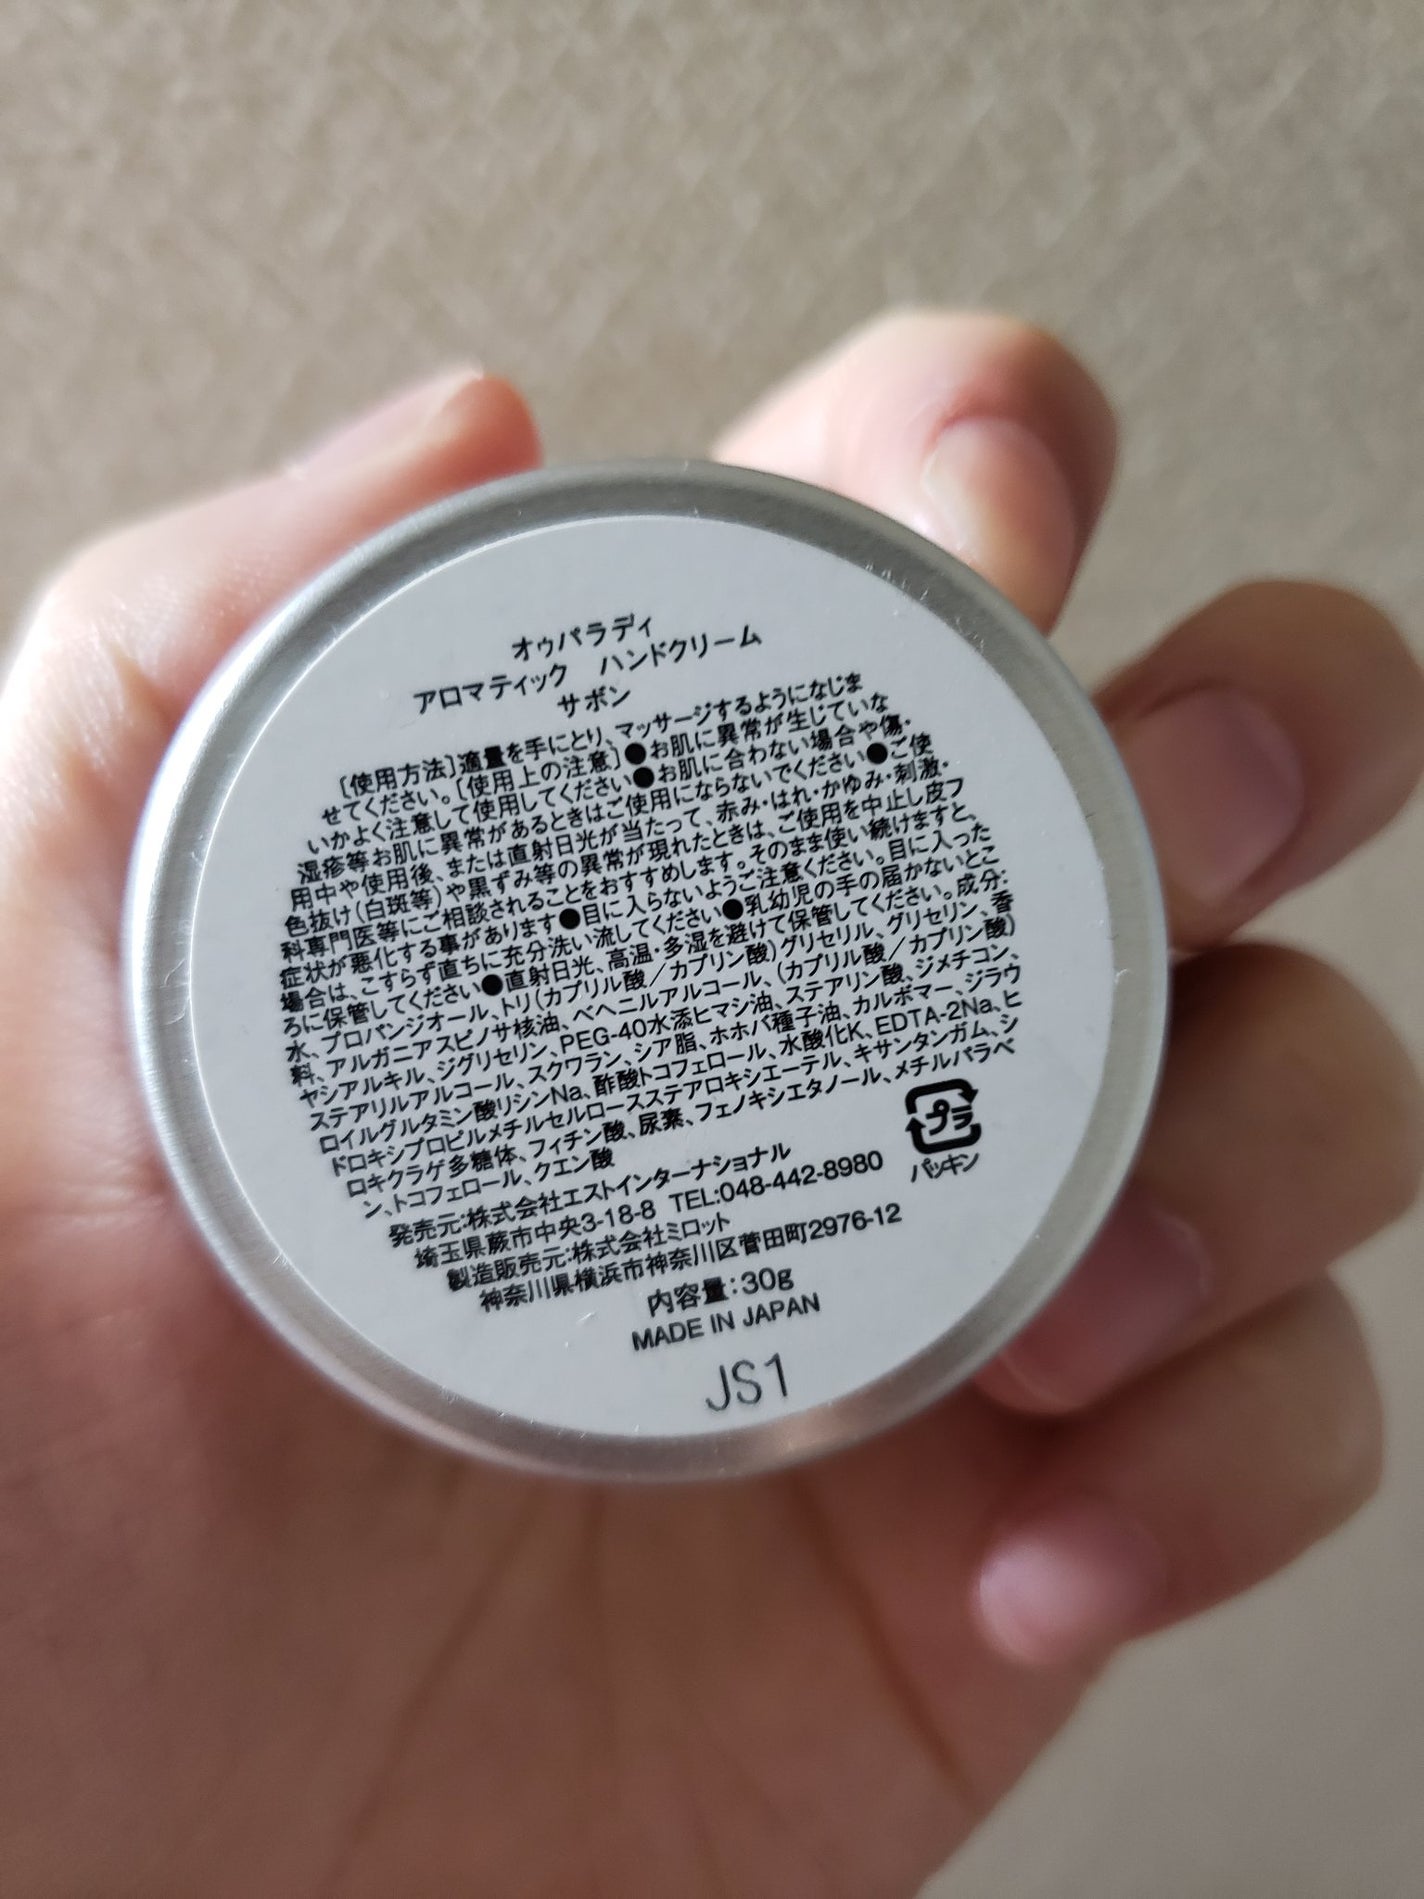 オゥパラディ
アロマティック　ハンドクリーム
サボン
［使用方法］適量を手にとり、マッサージするようになじま
せてください。［使用上の注意］●お肌に異常が生じていな
いかよく注意して使用してください●お肌に合わない場合や傷・
湿疹等お肌に異常があるときはご使用にならないでください●ご使
用中や使用後、または直射日光が当たって、赤み・はれ・かゆみ・刺激・
色抜け（白斑等）や黒ずみ等の異常が現れたときは、ご使用を中止し皮フ
科専門医等にご相談されることをおすすめします。そのまま使い続けますと、
症状が悪化する事があります●目に入らないようご注意ください。目に入った
場合は、こすらず直ちに充分洗い流してください●乳幼児の手の届かないとこ
ろに保管してください●直射日光、高温・多湿を避けて保管してください。成分：
水、プロパンジオール、トリ（カプリル酸／カプリン酸）グリセリル、グリセリン、香
料、アルガニアスピノサ核油、ベヘニルアルコール、（カプリル酸／カプリン酸）
ヤシアルキル、ジグリセリン、PEG-40水添ヒマシ油、ステアリン酸、ジメチコン、
ステアリルアルコール、スクワラン、シア脂、ホホバ種子油、カルボマー、ジラウ
ロイルグルタミン酸リシンNa、酢酸トコフェロール、水酸化K、EDTA-2Na、ヒ
ドロキシプロピルメチルセルロースステアロキシエーテル、キサンタンガム、シ
ロキクラゲ多糖体、フィチン酸、尿素、フェノキシエタノール、メチルパラベ
ン、トコフェロール、クエン酸
発売元：株式会社エストインターナショナル
埼玉県蕨市中央3-18-8 TEL:048-442-8980
製造販売元：株式会社ミロット
神奈川県横浜市神奈川区菅田町2976-12
プラ
パッキン
内容量：30g
MADE IN JAPAN
JS1